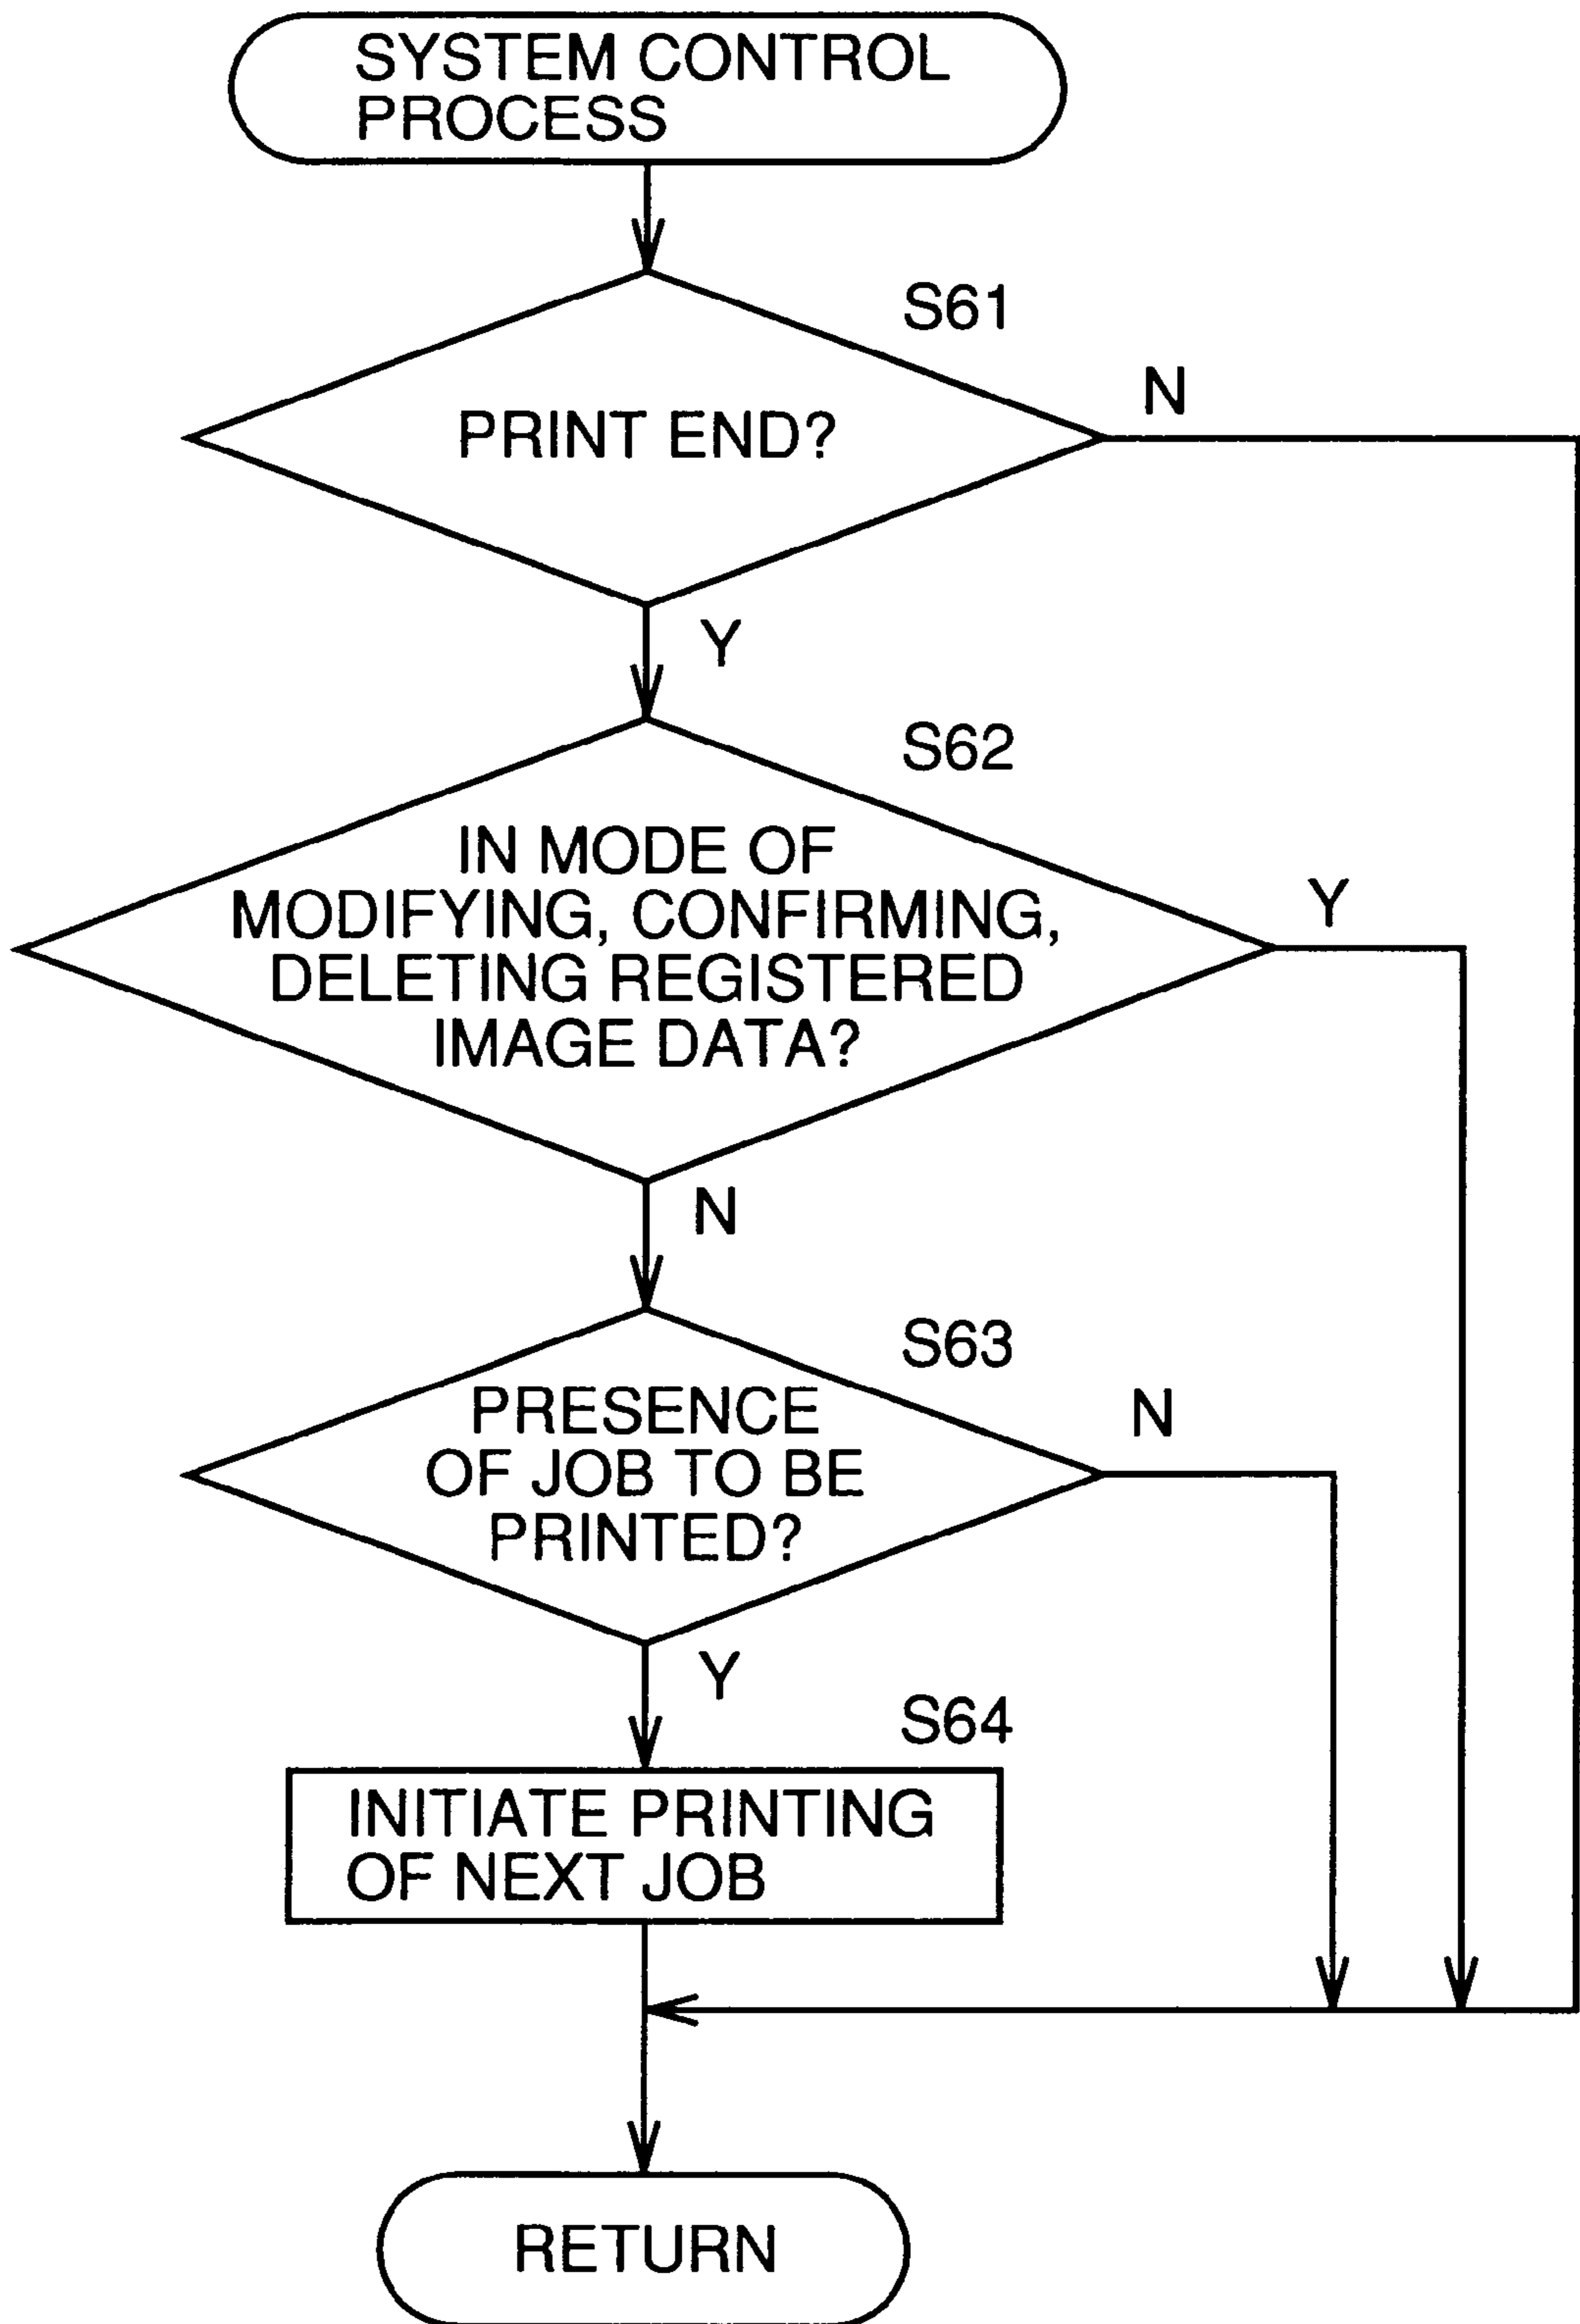 SYSTEM CONTROL
PROCESS
S61
N
PRINT END?
Y
S62
IN MODE OF
MODIFYING, CONFIRMING,
DELETING REGISTERED
IMAGE DATA?
Y
N
S63
PRESENCE
OF JOB TO BE
PRINTED?
N
Y
S64
INITIATE PRINTING
OF NEXT JOB
RETURN